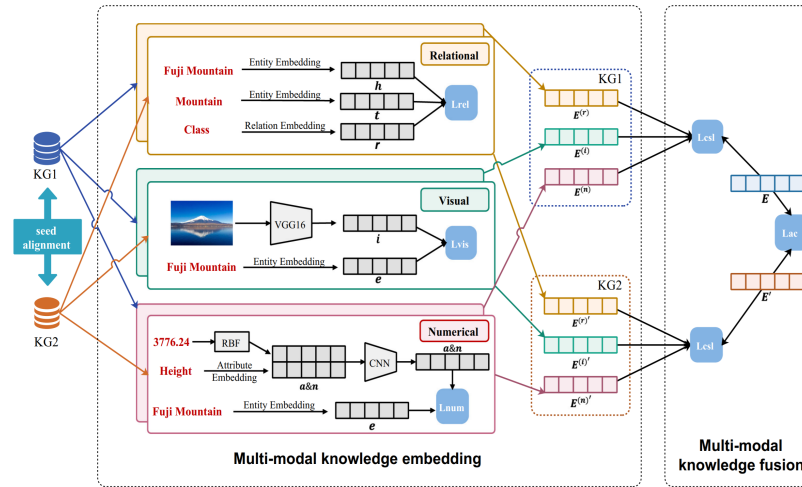 Relational
Fuji Mountain
Entity Embedding
h
Mountain
Entity Embedding
t
Class
Relation Embedding
r
Lrel
KG1
seed
alignment
KG2
Visual
VGG16
i
Fuji Mountain
Entity Embedding
e
Lvis
Numerical
3776.24
RBF
Height
Attribute
Embedding
a&n
CNN
a&n
Fuji Mountain
Entity Embedding
e
Lnum
Multi-modal knowledge embedding
KG1
E(r)
E(i)
E(n)
KG2
E(r)′
E(i)′
E(n)′
Lcsl
E
Lac
E′
Lcsl
Multi-modal
knowledge fusion